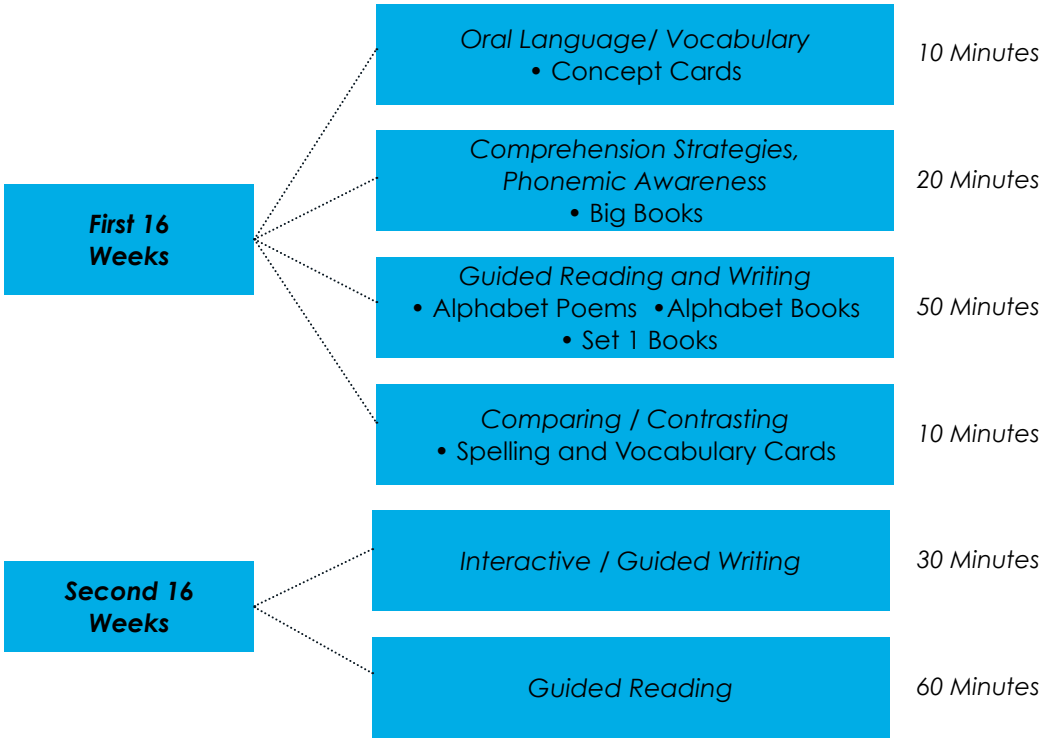 Oral Language/ Vocabulary
• Concept Cards
10 Minutes
Comprehension Strategies,
Phonemic Awareness
• Big Books
20 Minutes
First 16
Weeks
Guided Reading and Writing
• Alphabet Poems •Alphabet Books
• Set 1 Books
50 Minutes
Comparing / Contrasting
• Spelling and Vocabulary Cards
10 Minutes
Second 16
Weeks
Interactive / Guided Writing
30 Minutes
Guided Reading
60 Minutes